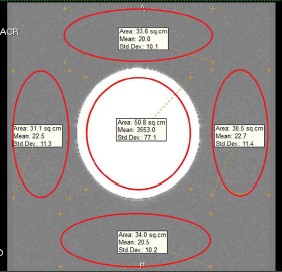 A
ACR
Area: 33.6 sq.cm
Mean: 20.0
Std.Dev.: 10.1
Area: 31.1 sq.cm
Mean: 22.5
Std.Dev.: 11.3
Area: 50.8 sq.cm
Mean: 3553.0
Std.Dev.: 77.1
Area: 30.5 sq.cm
Mean: 22.7
Std.Dev.: 11.4
Area: 34.0 sq.cm
Mean: 20.5
Std.Dev.: 10.2